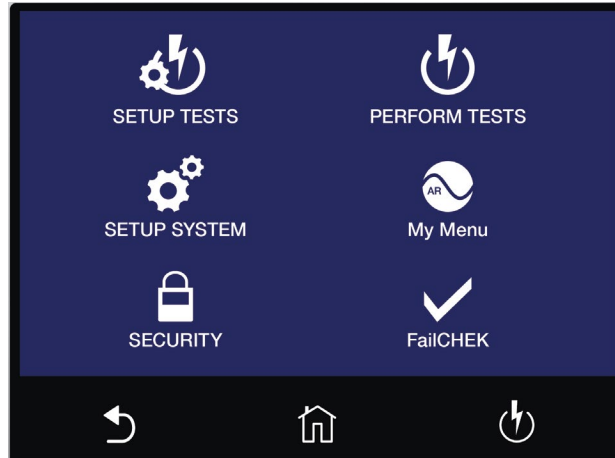 SETUP TESTS
PERFORM TESTS
SETUP SYSTEM
AR
My Menu
SECURITY
FailCHEK